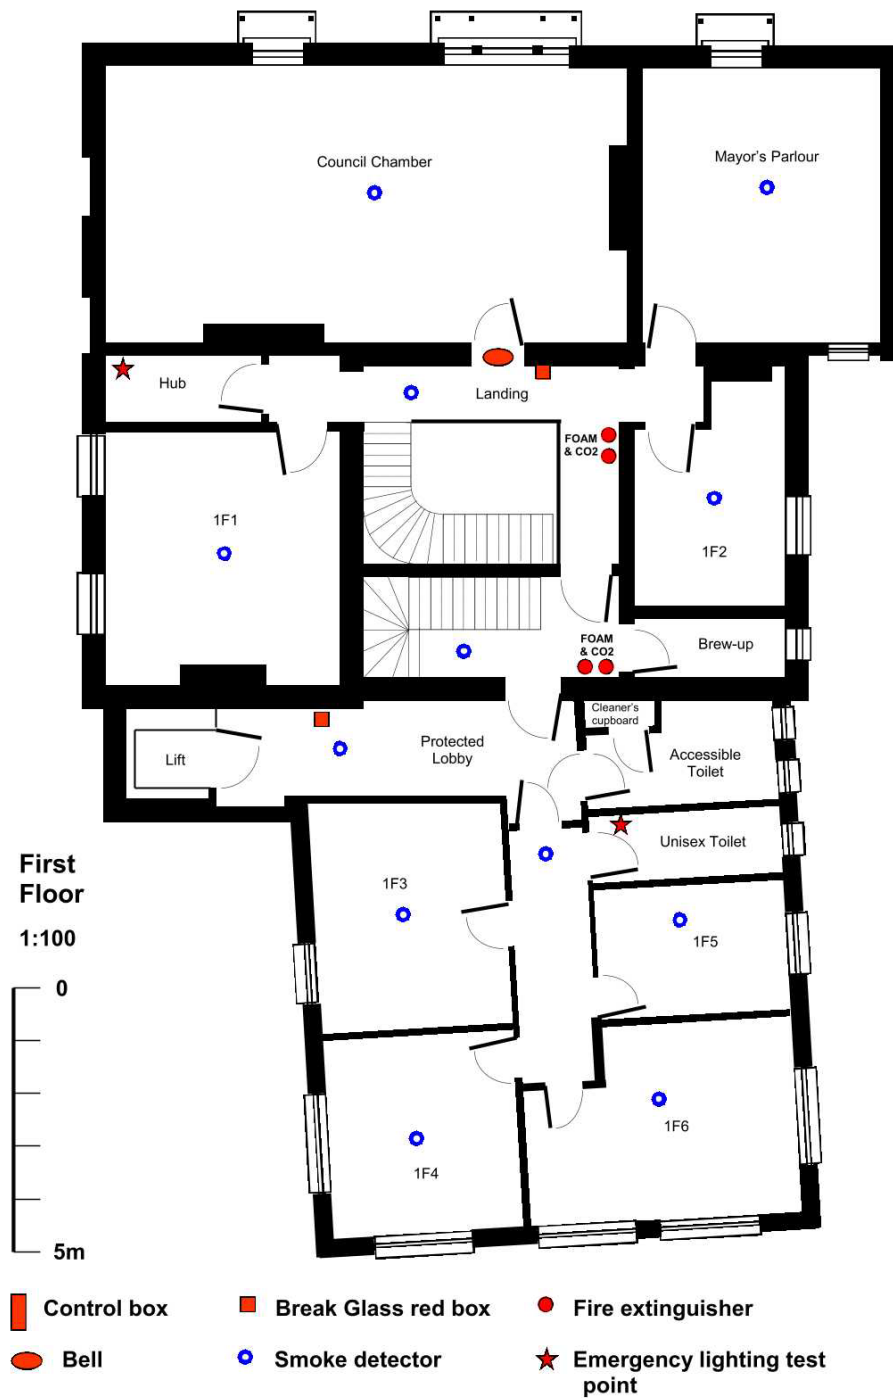 Council Chamber
Mayor's Parlour
Hub
Landing
FOAM
& CO2
1F1
1F2
FOAM
& CO2
Brew-up
Cleaner's
cupboard
Protected
Lobby
Accessible
Toilet
Lift
Unisex Toilet
First
Floor
1:100
1F3
1F5
0
1F6
1F4
5m
Control box
Break Glass red box
Fire extinguisher
Bell
Smoke detector
Emergency lighting test
point